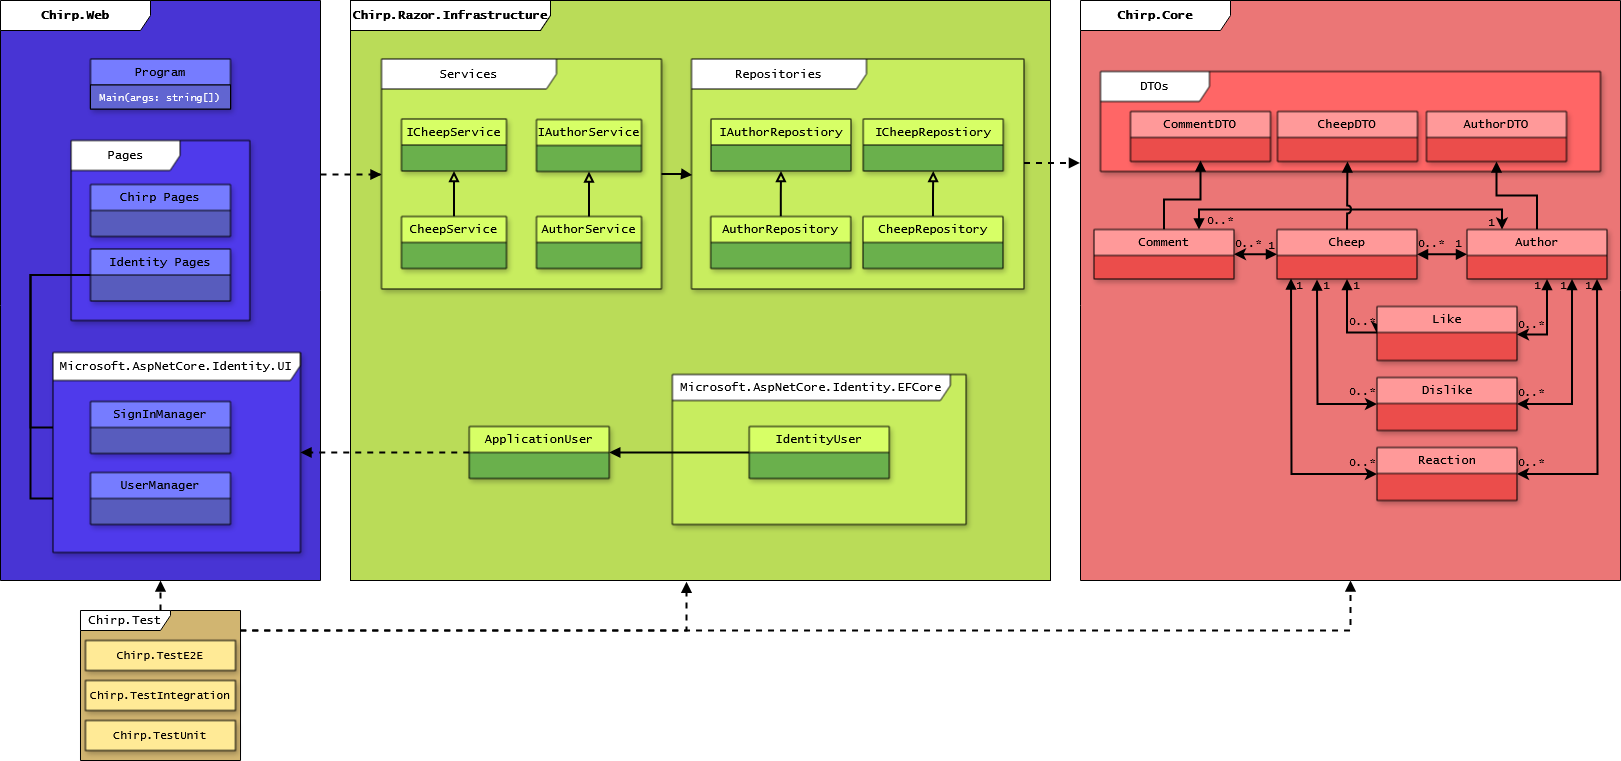 Chirp.Web
Program
Main(args: string[])
Pages
Chirp Pages
Identity Pages
Microsoft.AspNetCore.Identity.UI
SignInManager
UserManager
Chirp.Razor.Infrastructure
Services
ICheepService
IAuthorService
CheepService
AuthorService
Repositories
IAuthorRepostiory
ICheepRepostiory
AuthorRepository
CheepRepository
ApplicationUser
Microsoft.AspNetCore.Identity.EFCore
IdentityUser
Chirp.Core
DTOs
CommentDTO
CheepDTO
AuthorDTO
0..*
1
Comment
0..*
1
Cheep
0..*
1
Author
1
1
1
1
1
1
0..*
Like
0..*
0..*
Dislike
0..*
0..*
Reaction
0..*
Chirp.Test
Chirp.TestE2E
Chirp.TestIntegration
Chirp.TestUnit